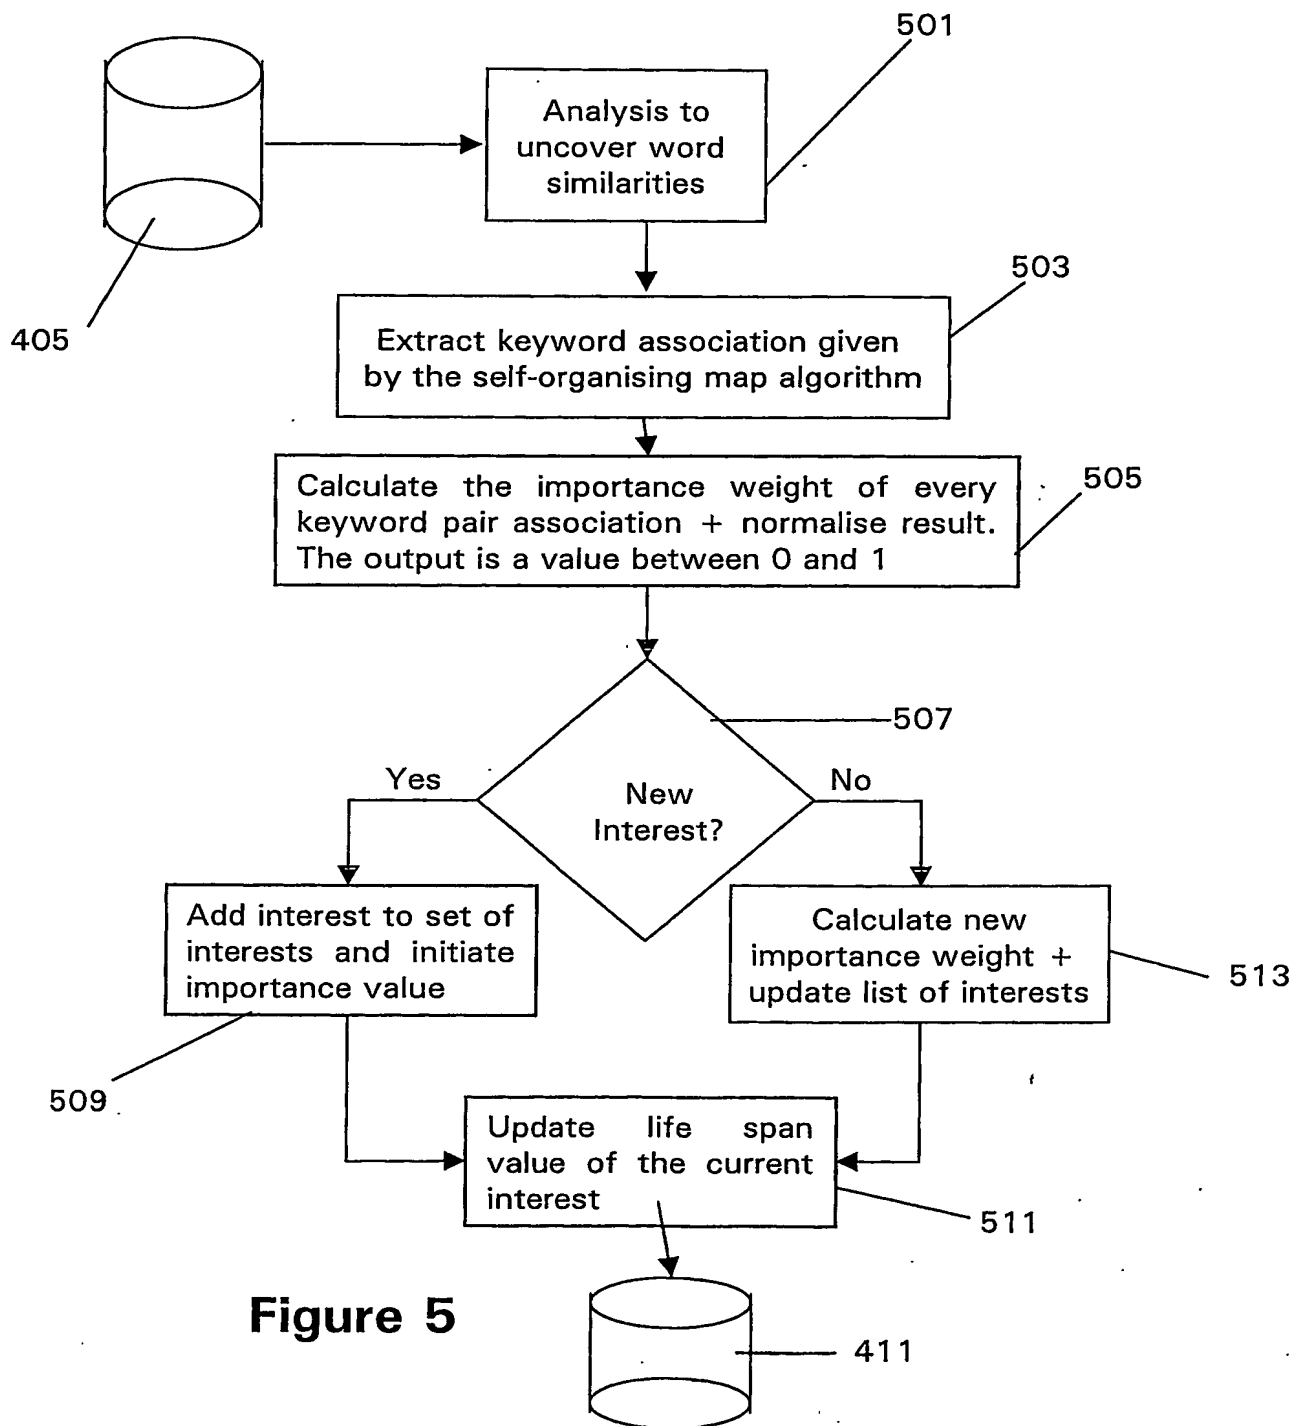 501
Analysis to
uncover word
similarities
405
503
Extract keyword association given
by the self-organising map algorithm
505
Calculate the importance weight of every
keyword pair association + normalise result.
The output is a value between 0 and 1
507
Yes
No
New
Interest?
Add interest to set of
interests and initiate
importance value
Calculate new
importance weight +
update list of interests
513
509
Update life span
value of the current
interest
511
Figure 5
411